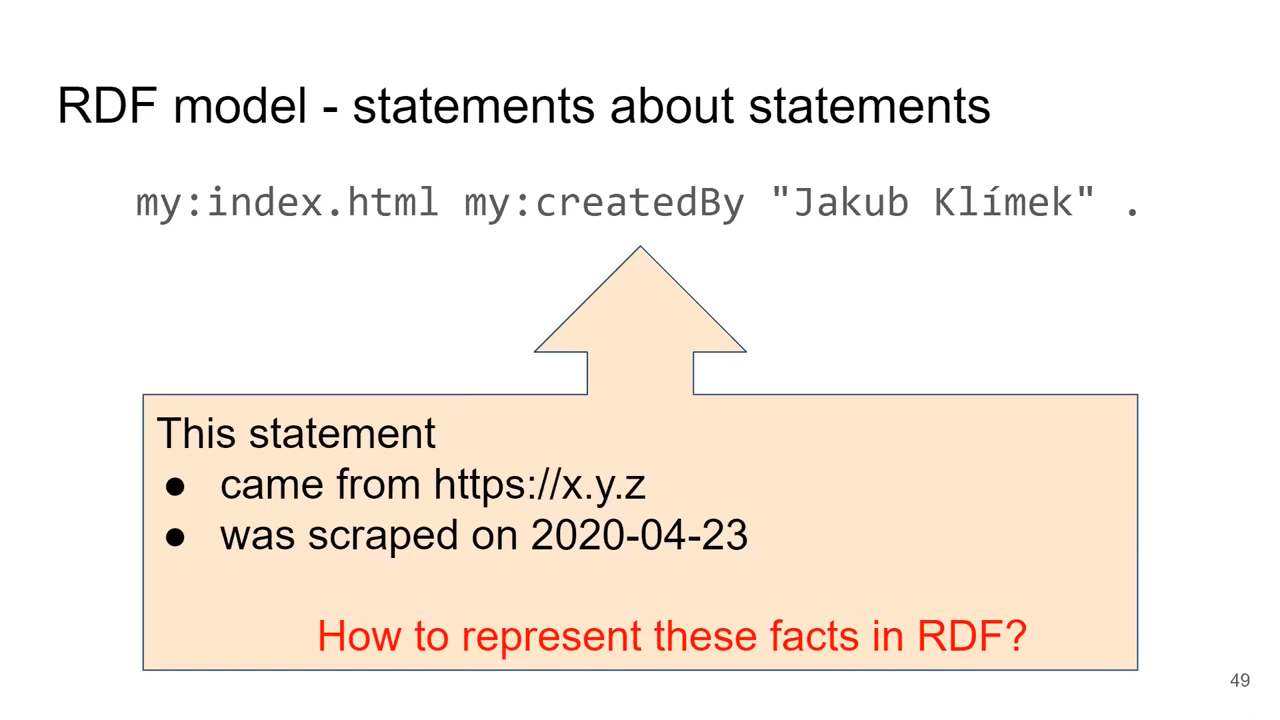 RDF model - statements about statements
my:index.html my:createdBy "Jakub Klímek" .
This statement
● came from https://x.y.z
● was scraped on 2020-04-23
How to represent these facts in RDF?
49